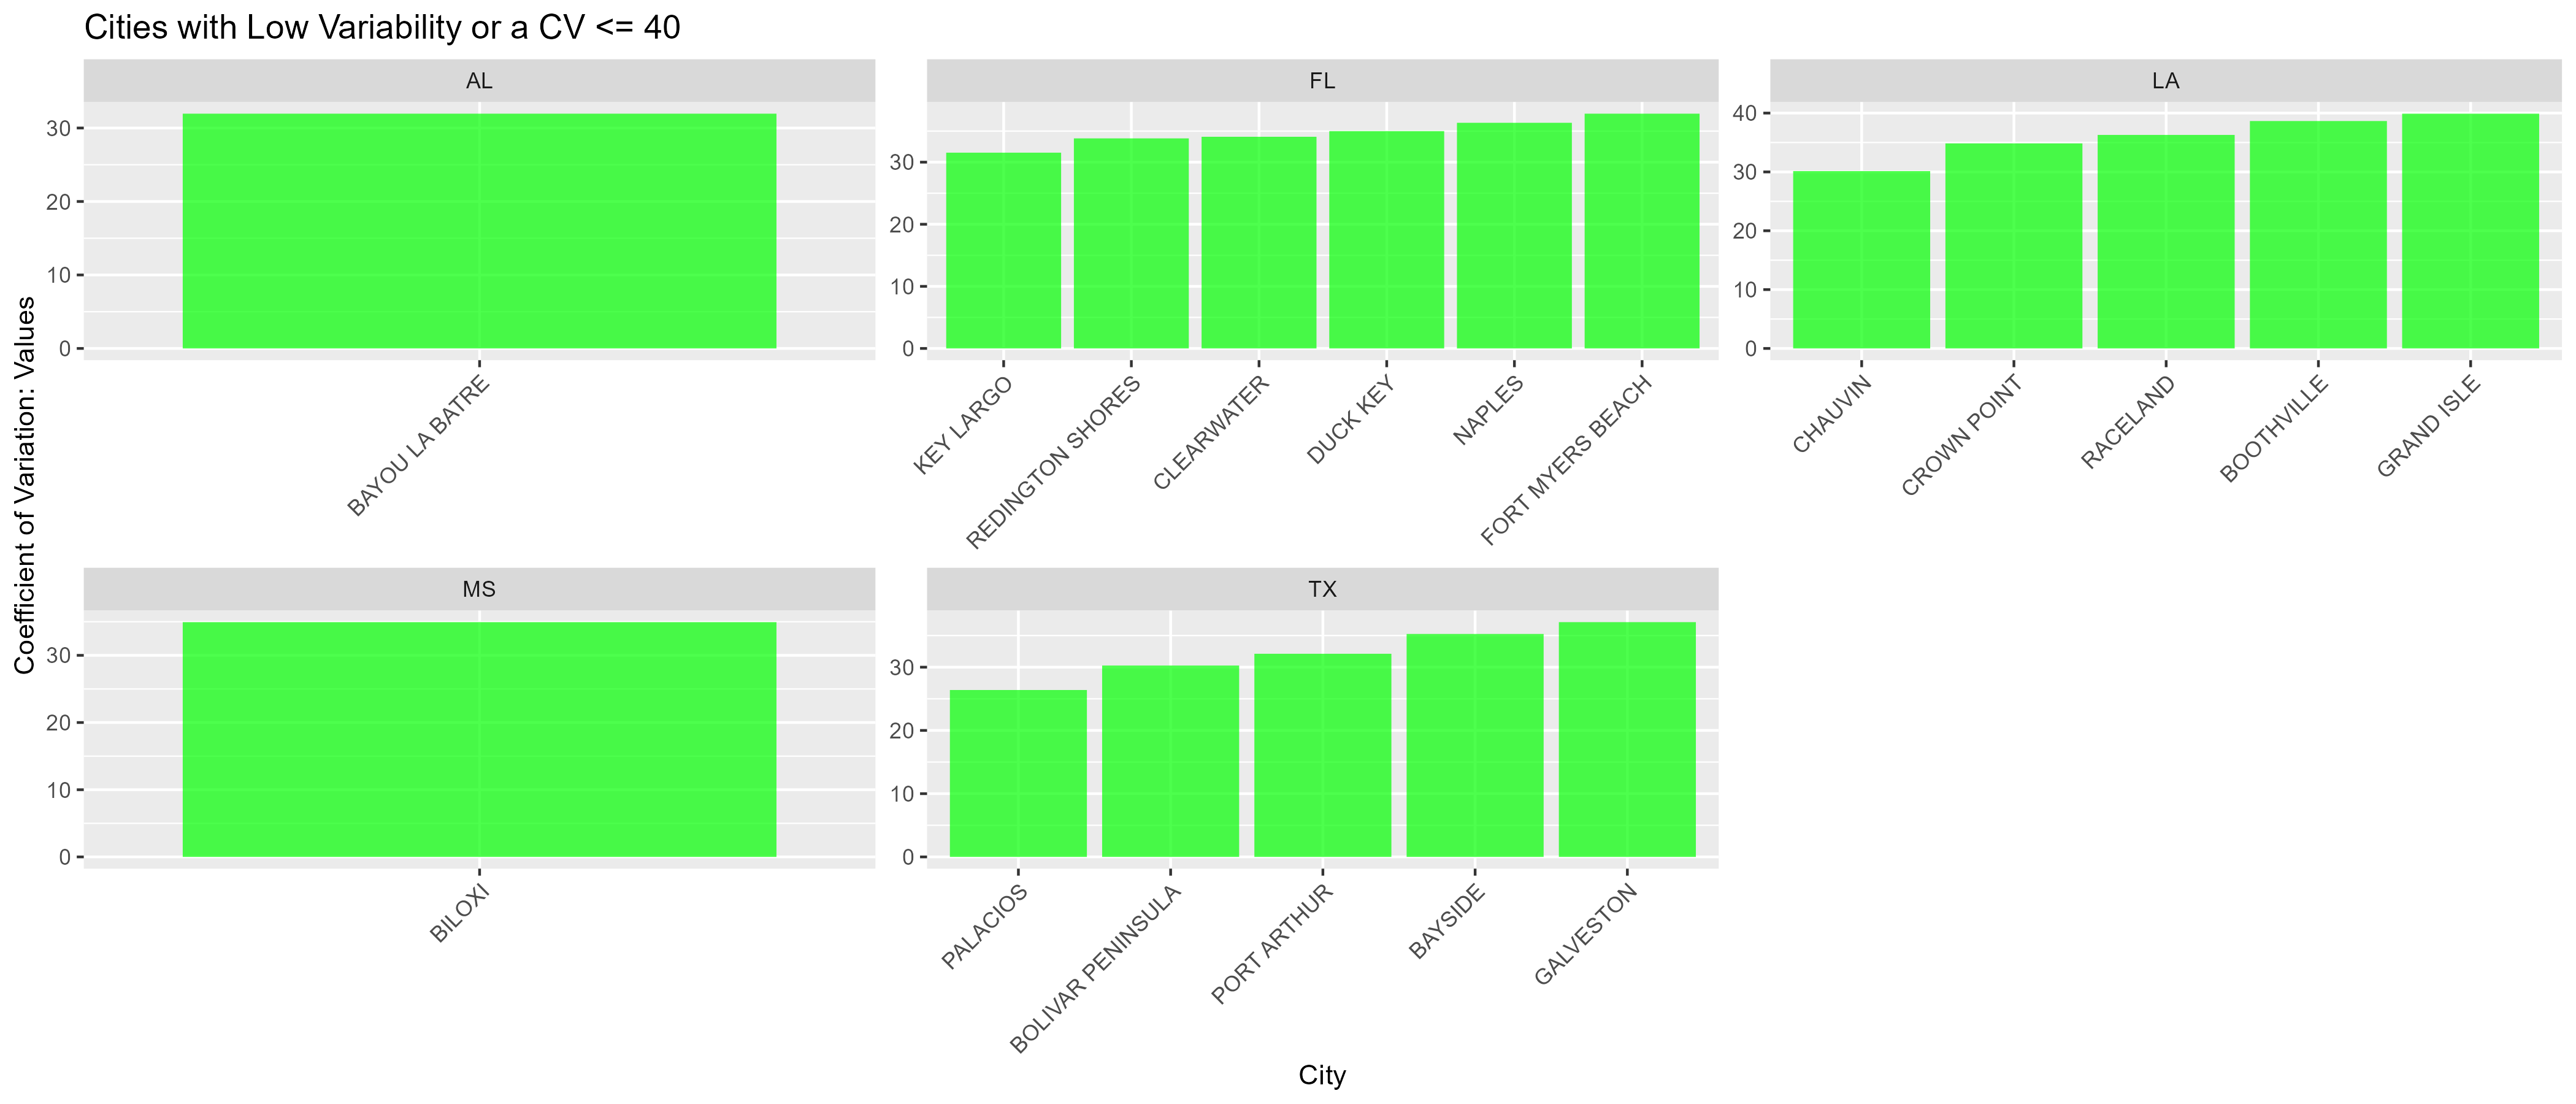 Cities with Low Variability or a CV <= 40
Coefficient of Variation: Values
AL
30
20
10
0
BAYOU LA BATRE
FL
30
20
10
0
KEY LARGO
REDINGTON SHORES
CLEARWATER
DUCK KEY
NAPLES
FORT MYERS BEACH
LA
40
30
20
10
0
CHAUVIN
CROWN POINT
RACELAND
BOOTHVILLE
GRAND ISLE
MS
30
20
10
0
BILOXI
TX
30
20
10
0
PALACIOS
BOLIVAR PENINSULA
PORT ARTHUR
BAYSIDE
GALVESTON
City